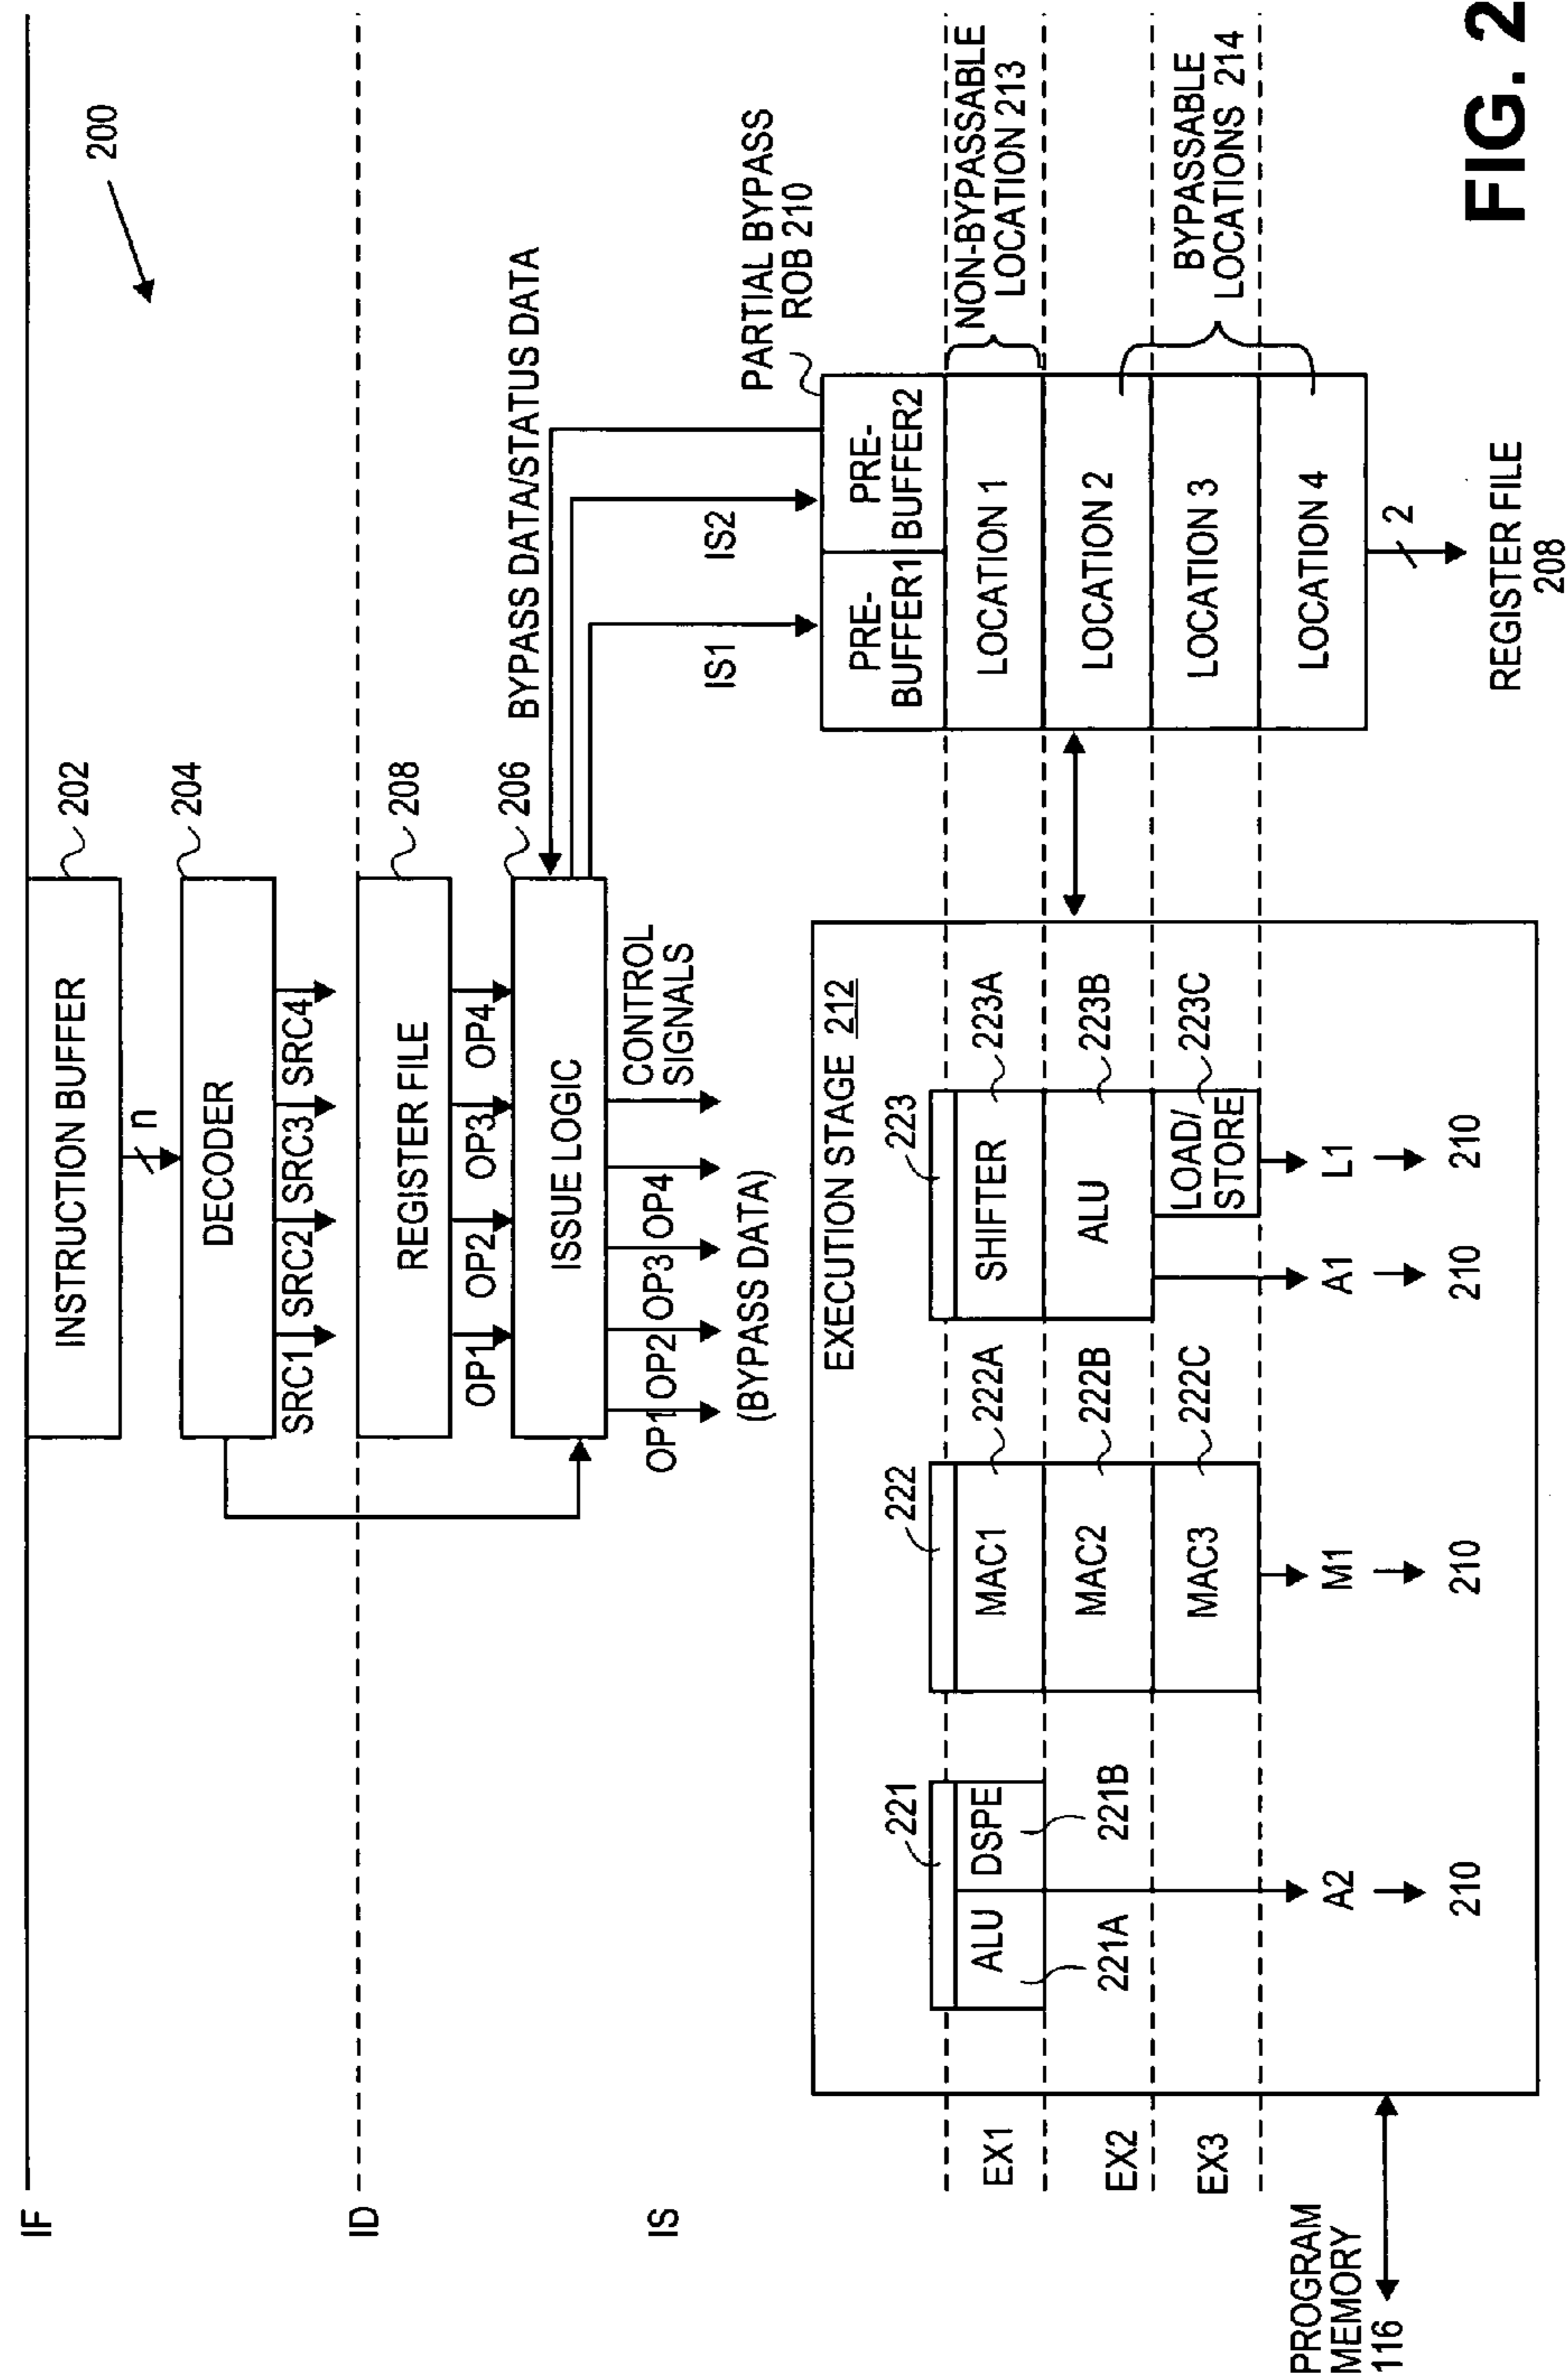 200
IF
INSTRUCTION BUFFER
202
n
DECODER
204
SRC1
SRC2
SRC3
SRC4
ID
REGISTER FILE
208
OP1
OP2
OP3
OP4
ISSUE LOGIC
206
BYPASS DATA/STATUS DATA
IS
OP1
OP2
OP3
OP4
CONTROL
SIGNALS
(BYPASS DATA)
IS1
IS2
PARTIAL BYPASS
ROB 210
EXECUTION STAGE 212
PRE-
BUFFER1
PRE-
BUFFER2
221
222
223
EX1
ALU
DSPE
MAC1
222A
SHIFTER
223A
LOCATION 1
NON-BYPASSABLE
LOCATION 213
EX2
221A
221B
MAC2
222B
ALU
223B
LOCATION 2
EX3
MAC3
222C
LOAD/
STORE
223C
LOCATION 3
BYPASSABLE
LOCATIONS 214
A2
M1
A1
L1
LOCATION 4
210
210
210
210
2
PROGRAM
MEMORY
116
REGISTER FILE
208
FIG. 2